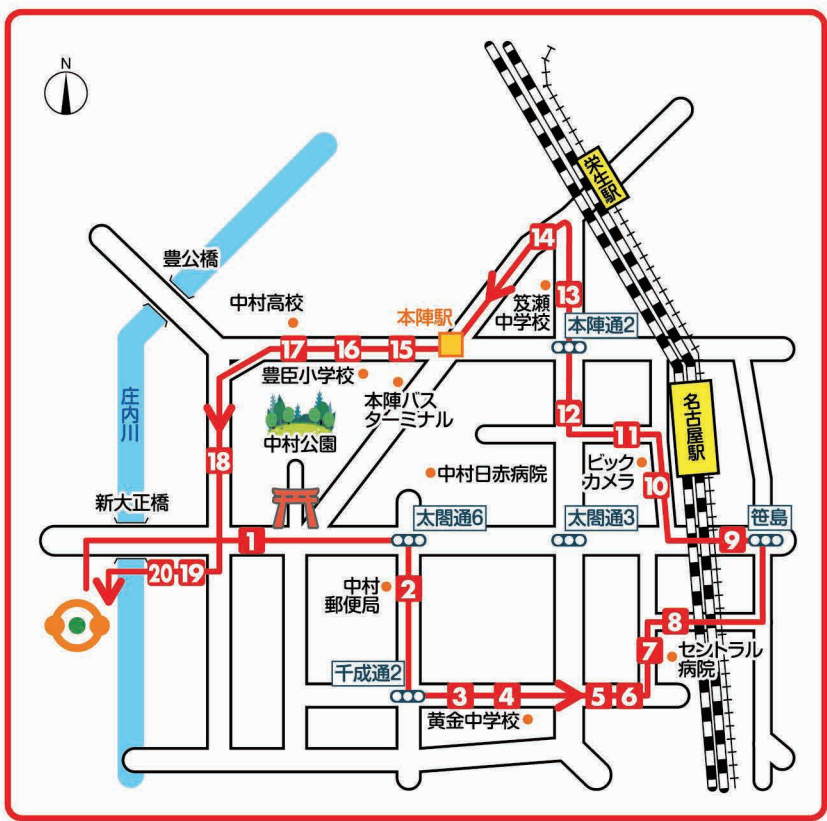 N
栄生駅
豊公橋
14
中村高校
本陣駅
笈瀬
中学校
13
本陣通2
17
16
15
豊臣小学校
本陣バス
ターミナル
庄内川
12
名古屋駅
中村公園
11
18
中村日赤病院
ビック
カメラ
10
新大正橋
太閤通6
太閤通3
笹島
1
9
20
19
中村
郵便局
2
8
7
セントラル
病院
千成通2
3
4
5
6
黄金中学校